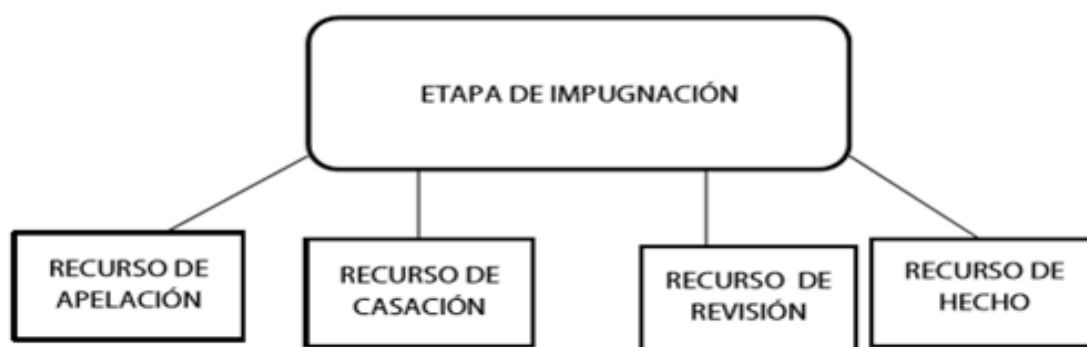 ETAPA DE IMPUGNACIÓN
RECURSO DE
APELACIÓN
RECURSO DE
CASACIÓN
RECURSO DE
REVISIÓN
RECURSO DE
HECHO